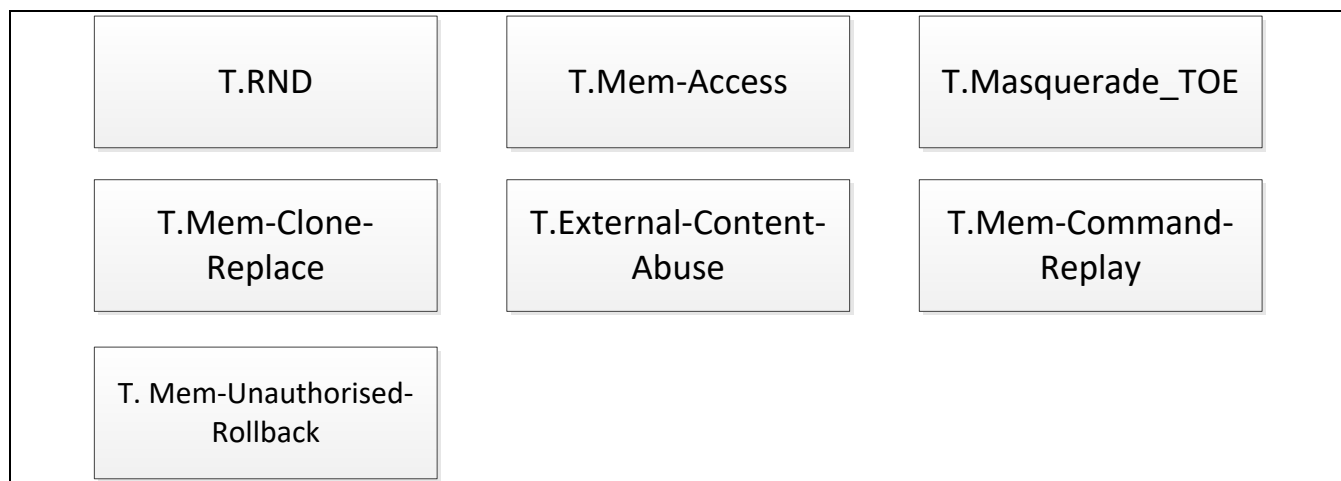 T.RND
T.Mem-Access
T.Masquerade_TOE
T.Mem-Clone-
Replace
T.External-Content-
Abuse
T.Mem-Command-
Replay
T. Mem-Unauthorised-
Rollback